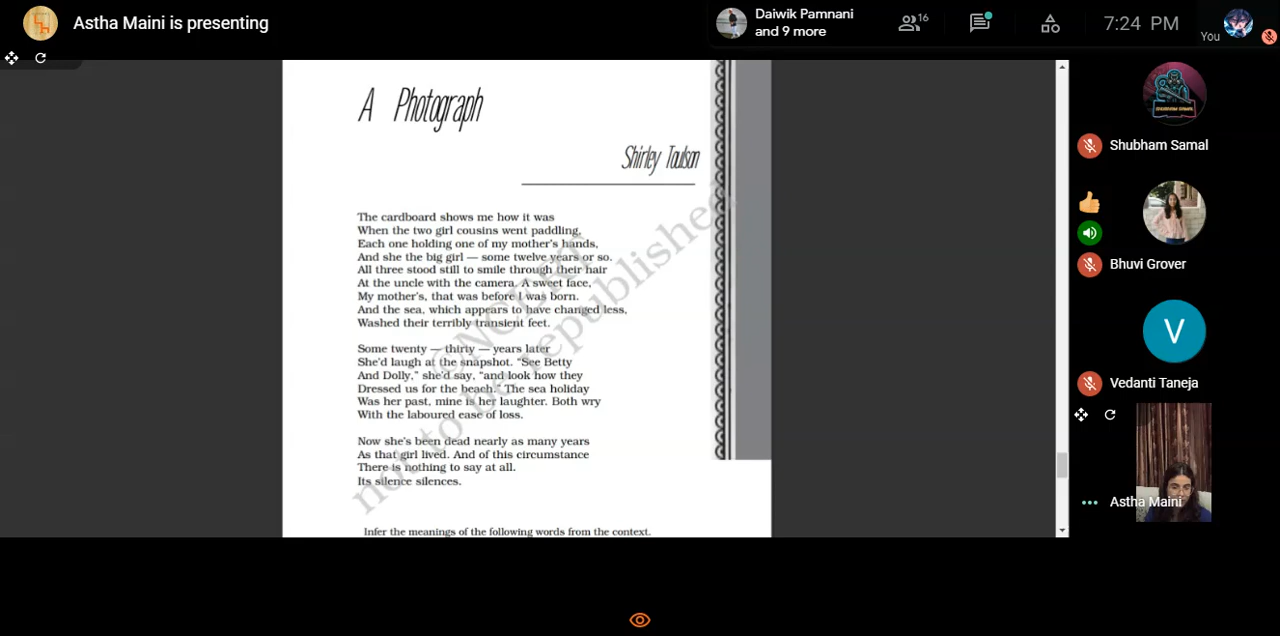 Astha Maini is presenting
Daiwik Pamnani
and 9 more
16
7:24 PM
You
A Photograph
Shirley Toulson
The cardboard shows me how it was
When the two girl cousins went paddling,
Each one holding one of my mother's hands,
And she the big girl — some twelve years or so.
All three stood still to smile through their hair
At the uncle with the camera. A sweet face,
My mother's, that was before I was born.
And the sea, which appears to have changed less,
Washed their terribly transient feet.
Some twenty — thirty — years later
She'd laugh at the snapshot. "See Betty
And Dolly," she'd say, "and look how they
Dressed us for the beach." The sea holiday
Was her past, mine is her laughter. Both wry
With the laboured ease of loss.
Now she's been dead nearly as many years
As that girl lived. And of this circumstance
There is nothing to say at all.
Its silence silences.
Infer the meanings of the following words from the context.
©NCERT
not to be republished
Shubham Samal
Bhuvi Grover
V
Vedanti Taneja
Astha Maini